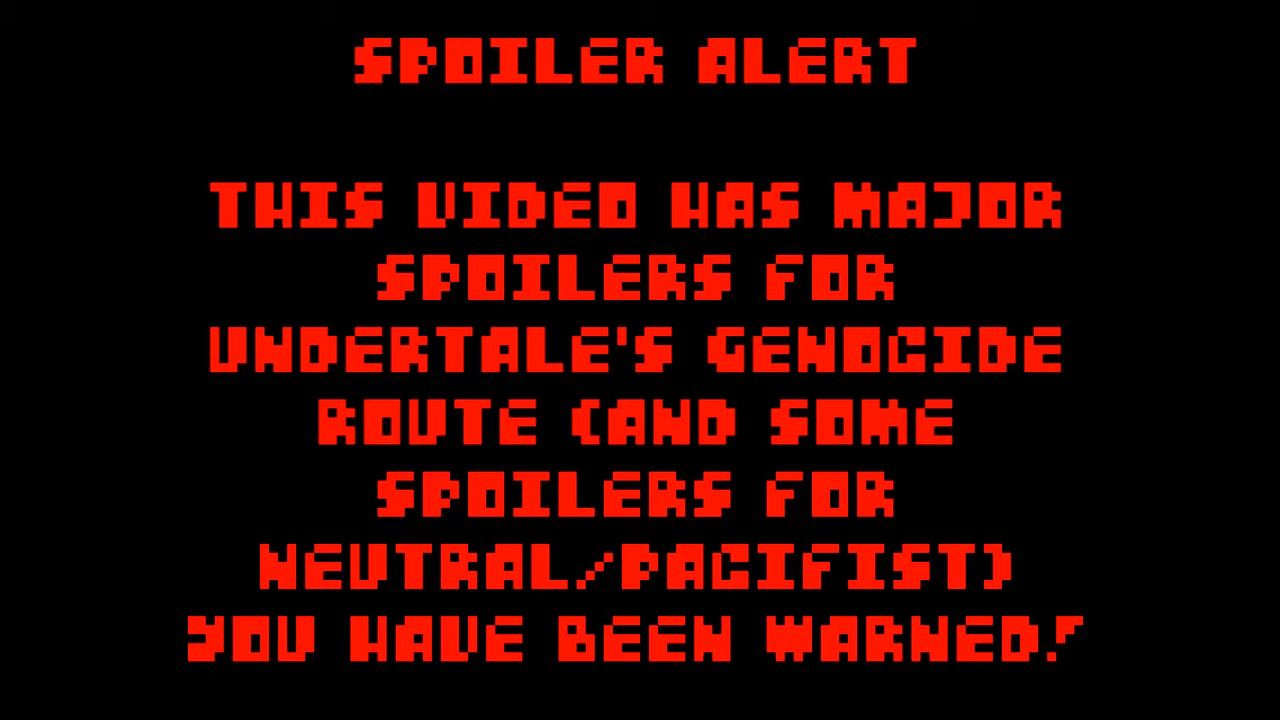 SPOILER ALERT
THIS VIDEO HAS MAJOR
SPOILERS FOR
UNDERTALE'S GENOCIDE
ROUTE (AND SOME
SPOILERS FOR
NEUTRAL/PACIFIST)
YOU HAVE BEEN WARNED!